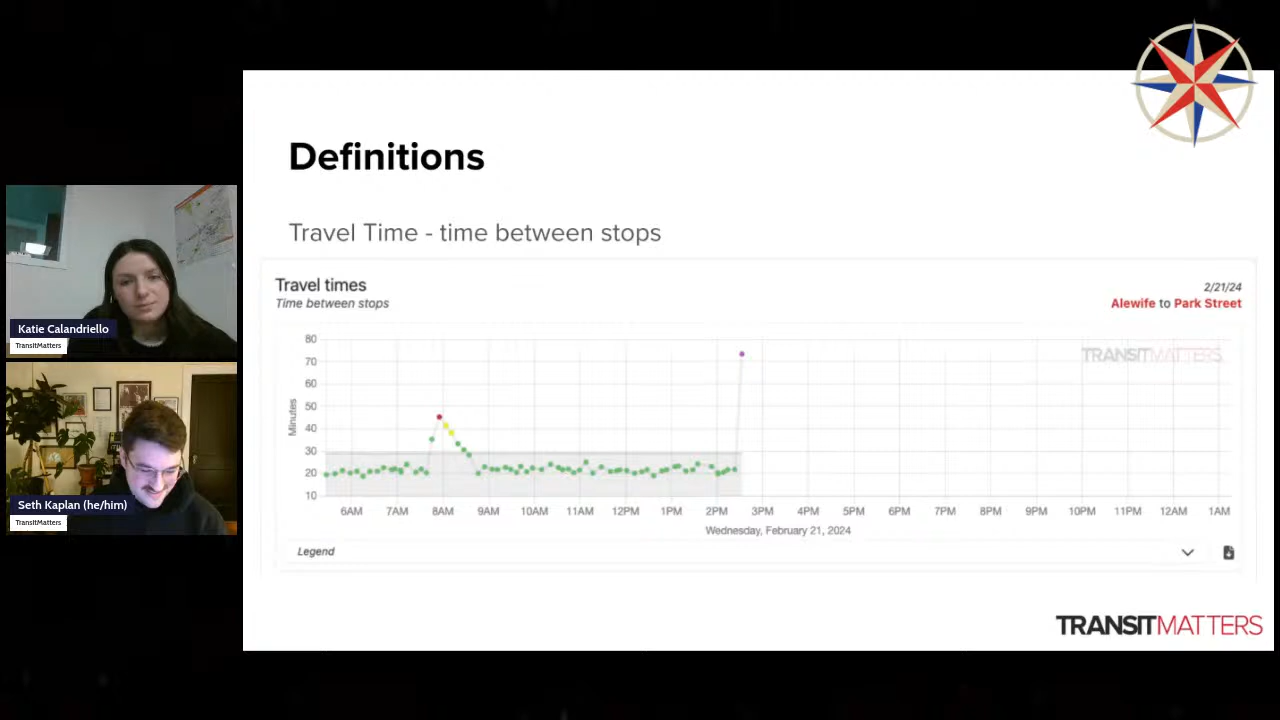 Definitions
Travel Time - time between stops
Travel times
Time between stops
2/21/24
Alewife to Park Street
TRANSITMATTERS
Minutes
80
70
60
50
40
30
20
10
6AM 7AM 8AM 9AM 10AM 11AM 12PM 1PM 2PM 3PM 4PM 5PM 6PM 7PM 8PM 9PM 10PM 11PM 12AM 1AM
Wednesday, February 21, 2024
Legend
TRANSITMATTERS
Katie Calandriello
TransitMatters
Seth Kaplan (he/him)
TransitMatters